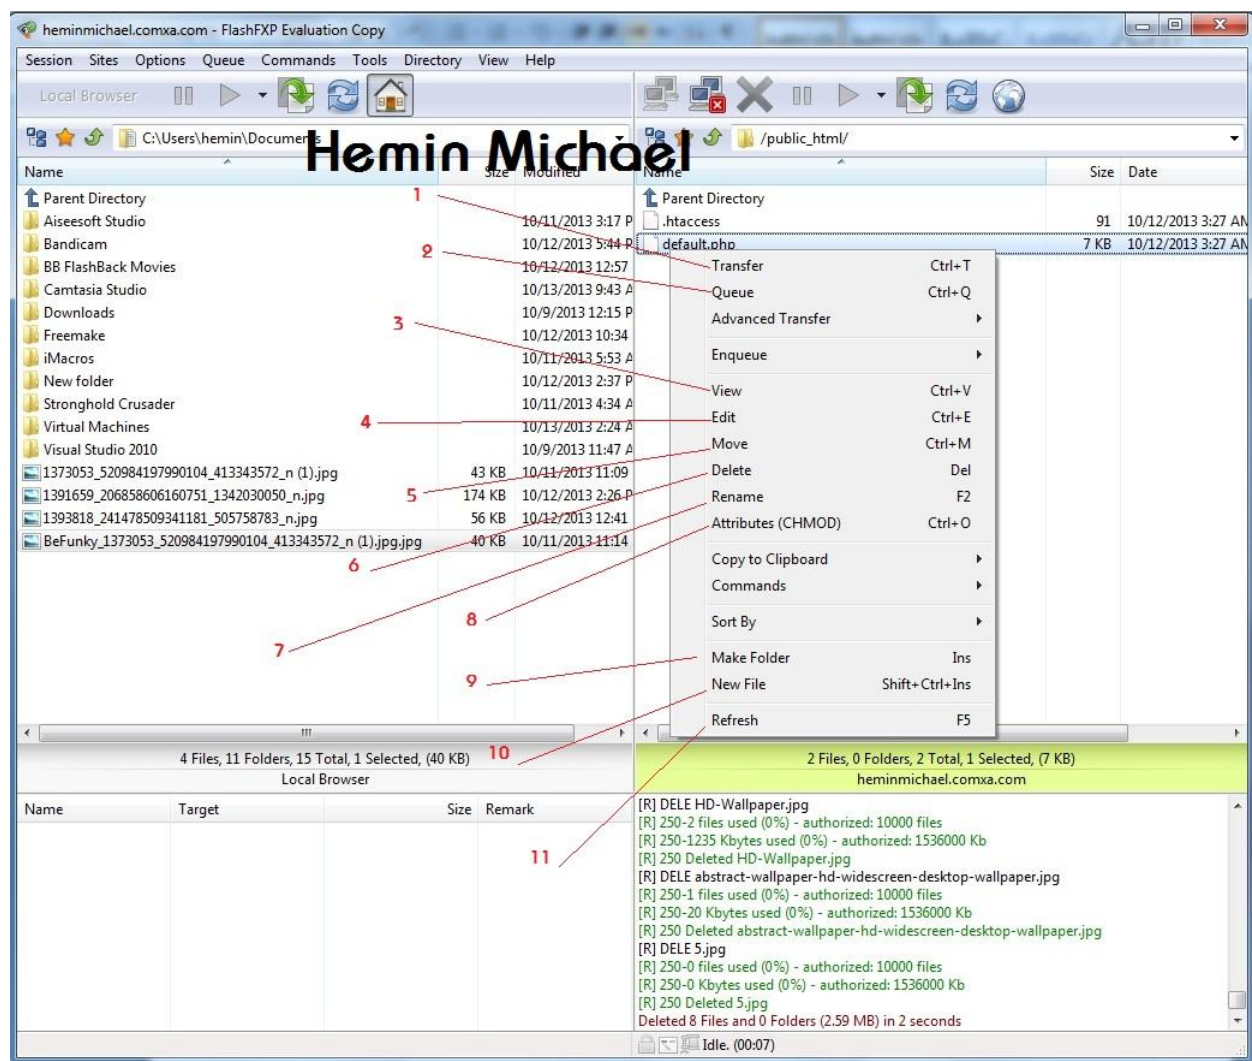 heminmichael.comxa.com - FlashFXP Evaluation Copy
Session Sites Options Queue Commands Tools Directory View Help
Local Browser
C:\Users\hemin\Documents
/public_html/
Hemin Michael
Name Size Modified
Parent Directory
Aiseesoft Studio 10/11/2013 3:17 P
Bandicam 10/12/2013 5:44 P
BB FlashBack Movies 10/12/2013 12:57
Camtasia Studio 10/13/2013 9:43 A
Downloads 10/9/2013 12:15 P
Freemake 10/12/2013 10:34
iMacros 10/11/2013 5:53 A
New folder 10/12/2013 2:37 P
Stronghold Crusader 10/11/2013 4:34 A
Virtual Machines 10/13/2013 2:24 A
Visual Studio 2010 10/9/2013 11:47 A
1373053_520984197990104_413343572_n (1).jpg 43 KB 10/11/2013 11:09
1391659_206858606160751_1342030050_n.jpg 174 KB 10/12/2013 2:26 P
1393818_241478509341181_505758783_n.jpg 56 KB 10/12/2013 12:41
BeFunky_1373053_520984197990104_413343572_n (1).jpg.jpg 40 KB 10/11/2013 11:14
1
2
3
4
5
6
7
8
9
10
11
Name Size Date
Parent Directory
.htaccess 91 10/12/2013 3:27 AM
default.php 7 KB 10/12/2013 3:27 AM
Transfer Ctrl+T
Queue Ctrl+Q
Advanced Transfer
Enqueue
View Ctrl+V
Edit Ctrl+E
Move Ctrl+M
Delete Del
Rename F2
Attributes (CHMOD) Ctrl+O
Copy to Clipboard
Commands
Sort By
Make Folder Ins
New File Shift+Ctrl+Ins
Refresh F5
4 Files, 11 Folders, 15 Total, 1 Selected, (40 KB)
Local Browser
2 Files, 0 Folders, 2 Total, 1 Selected, (7 KB)
heminmichael.comxa.com
Name Target Size Remark
[R] DELE HD-Wallpaper.jpg
[R] 250-2 files used (0%) - authorized: 10000 files
[R] 250-1235 Kbytes used (0%) - authorized: 1536000 Kb
[R] 250 Deleted HD-Wallpaper.jpg
[R] DELE abstract-wallpaper-hd-widescreen-desktop-wallpaper.jpg
[R] 250-1 files used (0%) - authorized: 10000 files
[R] 250-20 Kbytes used (0%) - authorized: 1536000 Kb
[R] 250 Deleted abstract-wallpaper-hd-widescreen-desktop-wallpaper.jpg
[R] DELE 5.jpg
[R] 250-0 files used (0%) - authorized: 10000 files
[R] 250-0 Kbytes used (0%) - authorized: 1536000 Kb
[R] 250 Deleted 5.jpg
Deleted 8 Files and 0 Folders (2.59 MB) in 2 seconds
Idle. (00:07)